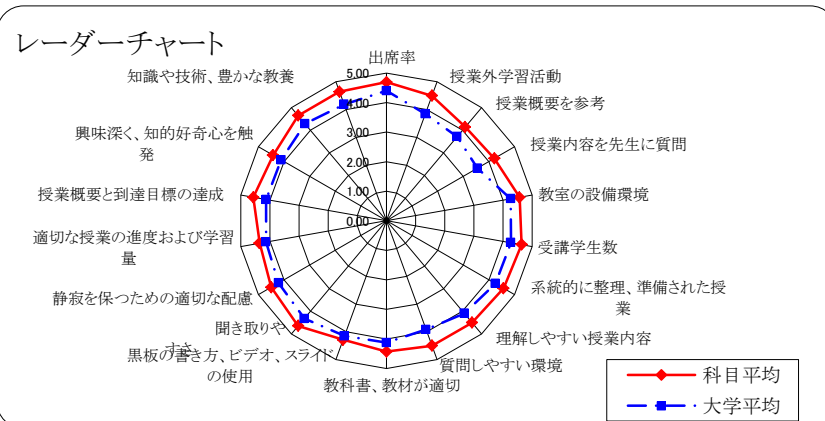 レーダーチャート
出席率
授業外学習活動
授業概要を参考
授業内容を先生に質問
教室の設備環境
受講学生数
系統的に整理、準備された授
業
理解しやすい授業内容
質問しやすい環境
教科書、教材が適切
黒板の書き方、ビデオ、スライド
の使用
聞き取りや
すさ
静寂を保つための適切な配慮
適切な授業の進度および学習
量
授業概要と到達目標の達成
興味深く、知的好奇心を触
発
知識や技術、豊かな教養
5.00
4.00
3.00
2.00
1.00
0.00
科目平均
大学平均